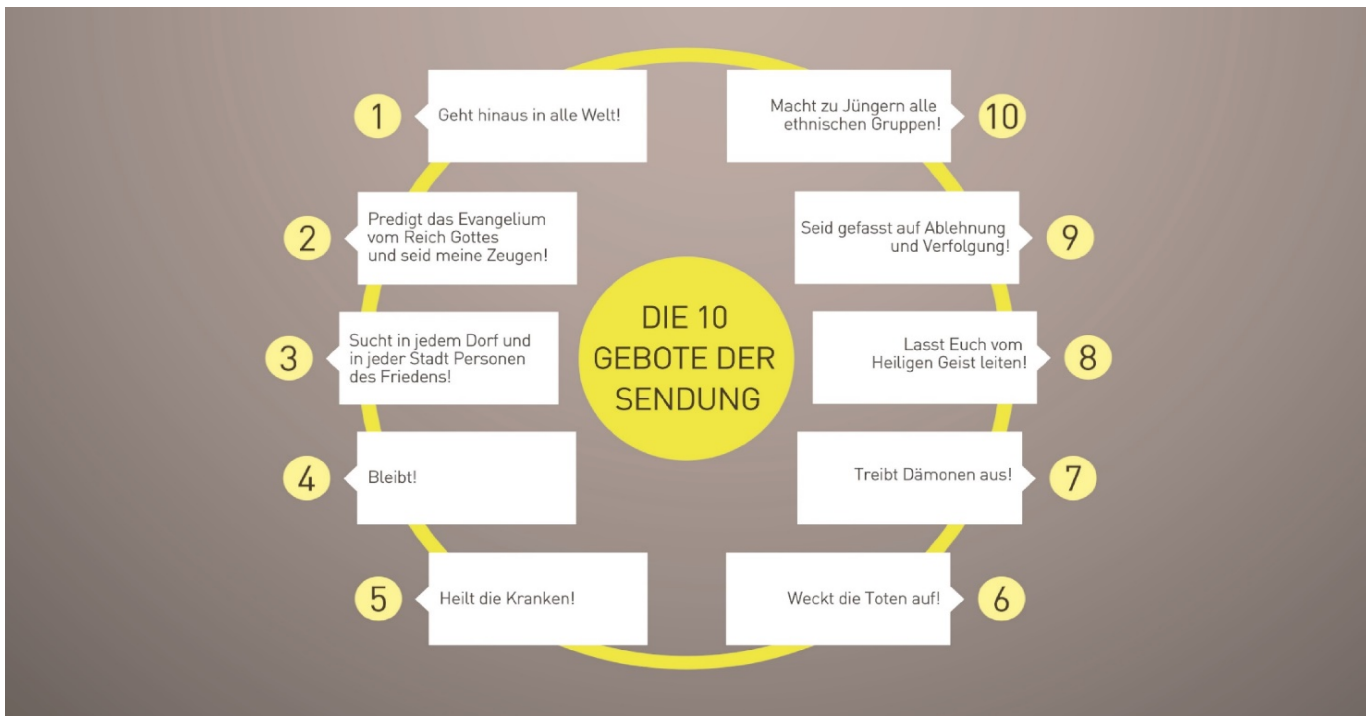 DIE 10
GEBOTE DER
SENDUNG
1
Geht hinaus in alle Welt!
2
Predigt das Evangelium
vom Reich Gottes
und seid meine Zeugen!
3
Sucht in jedem Dorf und
in jeder Stadt Personen
des Friedens!
4
Bleibt!
5
Heilt die Kranken!
6
Weckt die Toten auf!
7
Treibt Dämonen aus!
8
Lasst Euch vom
Heiligen Geist leiten!
9
Seid gefasst auf Ablehnung
und Verfolgung!
10
Macht zu Jüngern alle
ethnischen Gruppen!